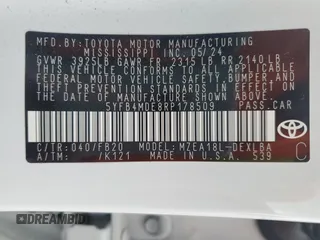 MFD. BY: TOYOTA MOTOR MANUFACTURING
MISSISSIPPI INC. 05/24
GVWR 3925LB GAWR FR 2315 LB RR 2140 LB
THIS VEHICLE CONFORMS TO ALL APPLICABLE
FEDERAL MOTOR VEHICLE SAFETY, BUMPER, AND
THEFT PREVENTION STANDARDS IN EFFECT ON
THE DATE OF MANUFACTURE SHOWN ABOVE.
5YFB4MDE8RP178509 PASS. CAR
C/TR: 040/FB20 MODEL: MZEA18L-DEXLBA
A/TM: /K121 MADE IN U.S.A. 539
TOYOTA
C
AUTOBIDMASTER